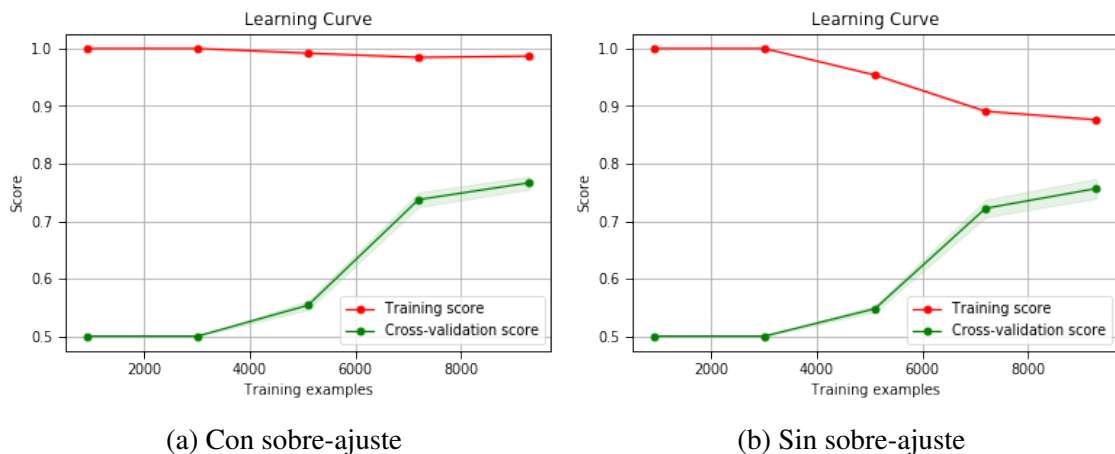 Learning Curve
1.0
0.9
0.8
0.7
0.6
0.5
Score
2000 4000 6000 8000
Training examples
Training score
Cross-validation score
(a) Con sobre-ajuste
Learning Curve
1.0
0.9
0.8
0.7
0.6
0.5
Score
2000 4000 6000 8000
Training examples
Training score
Cross-validation score
(b) Sin sobre-ajuste